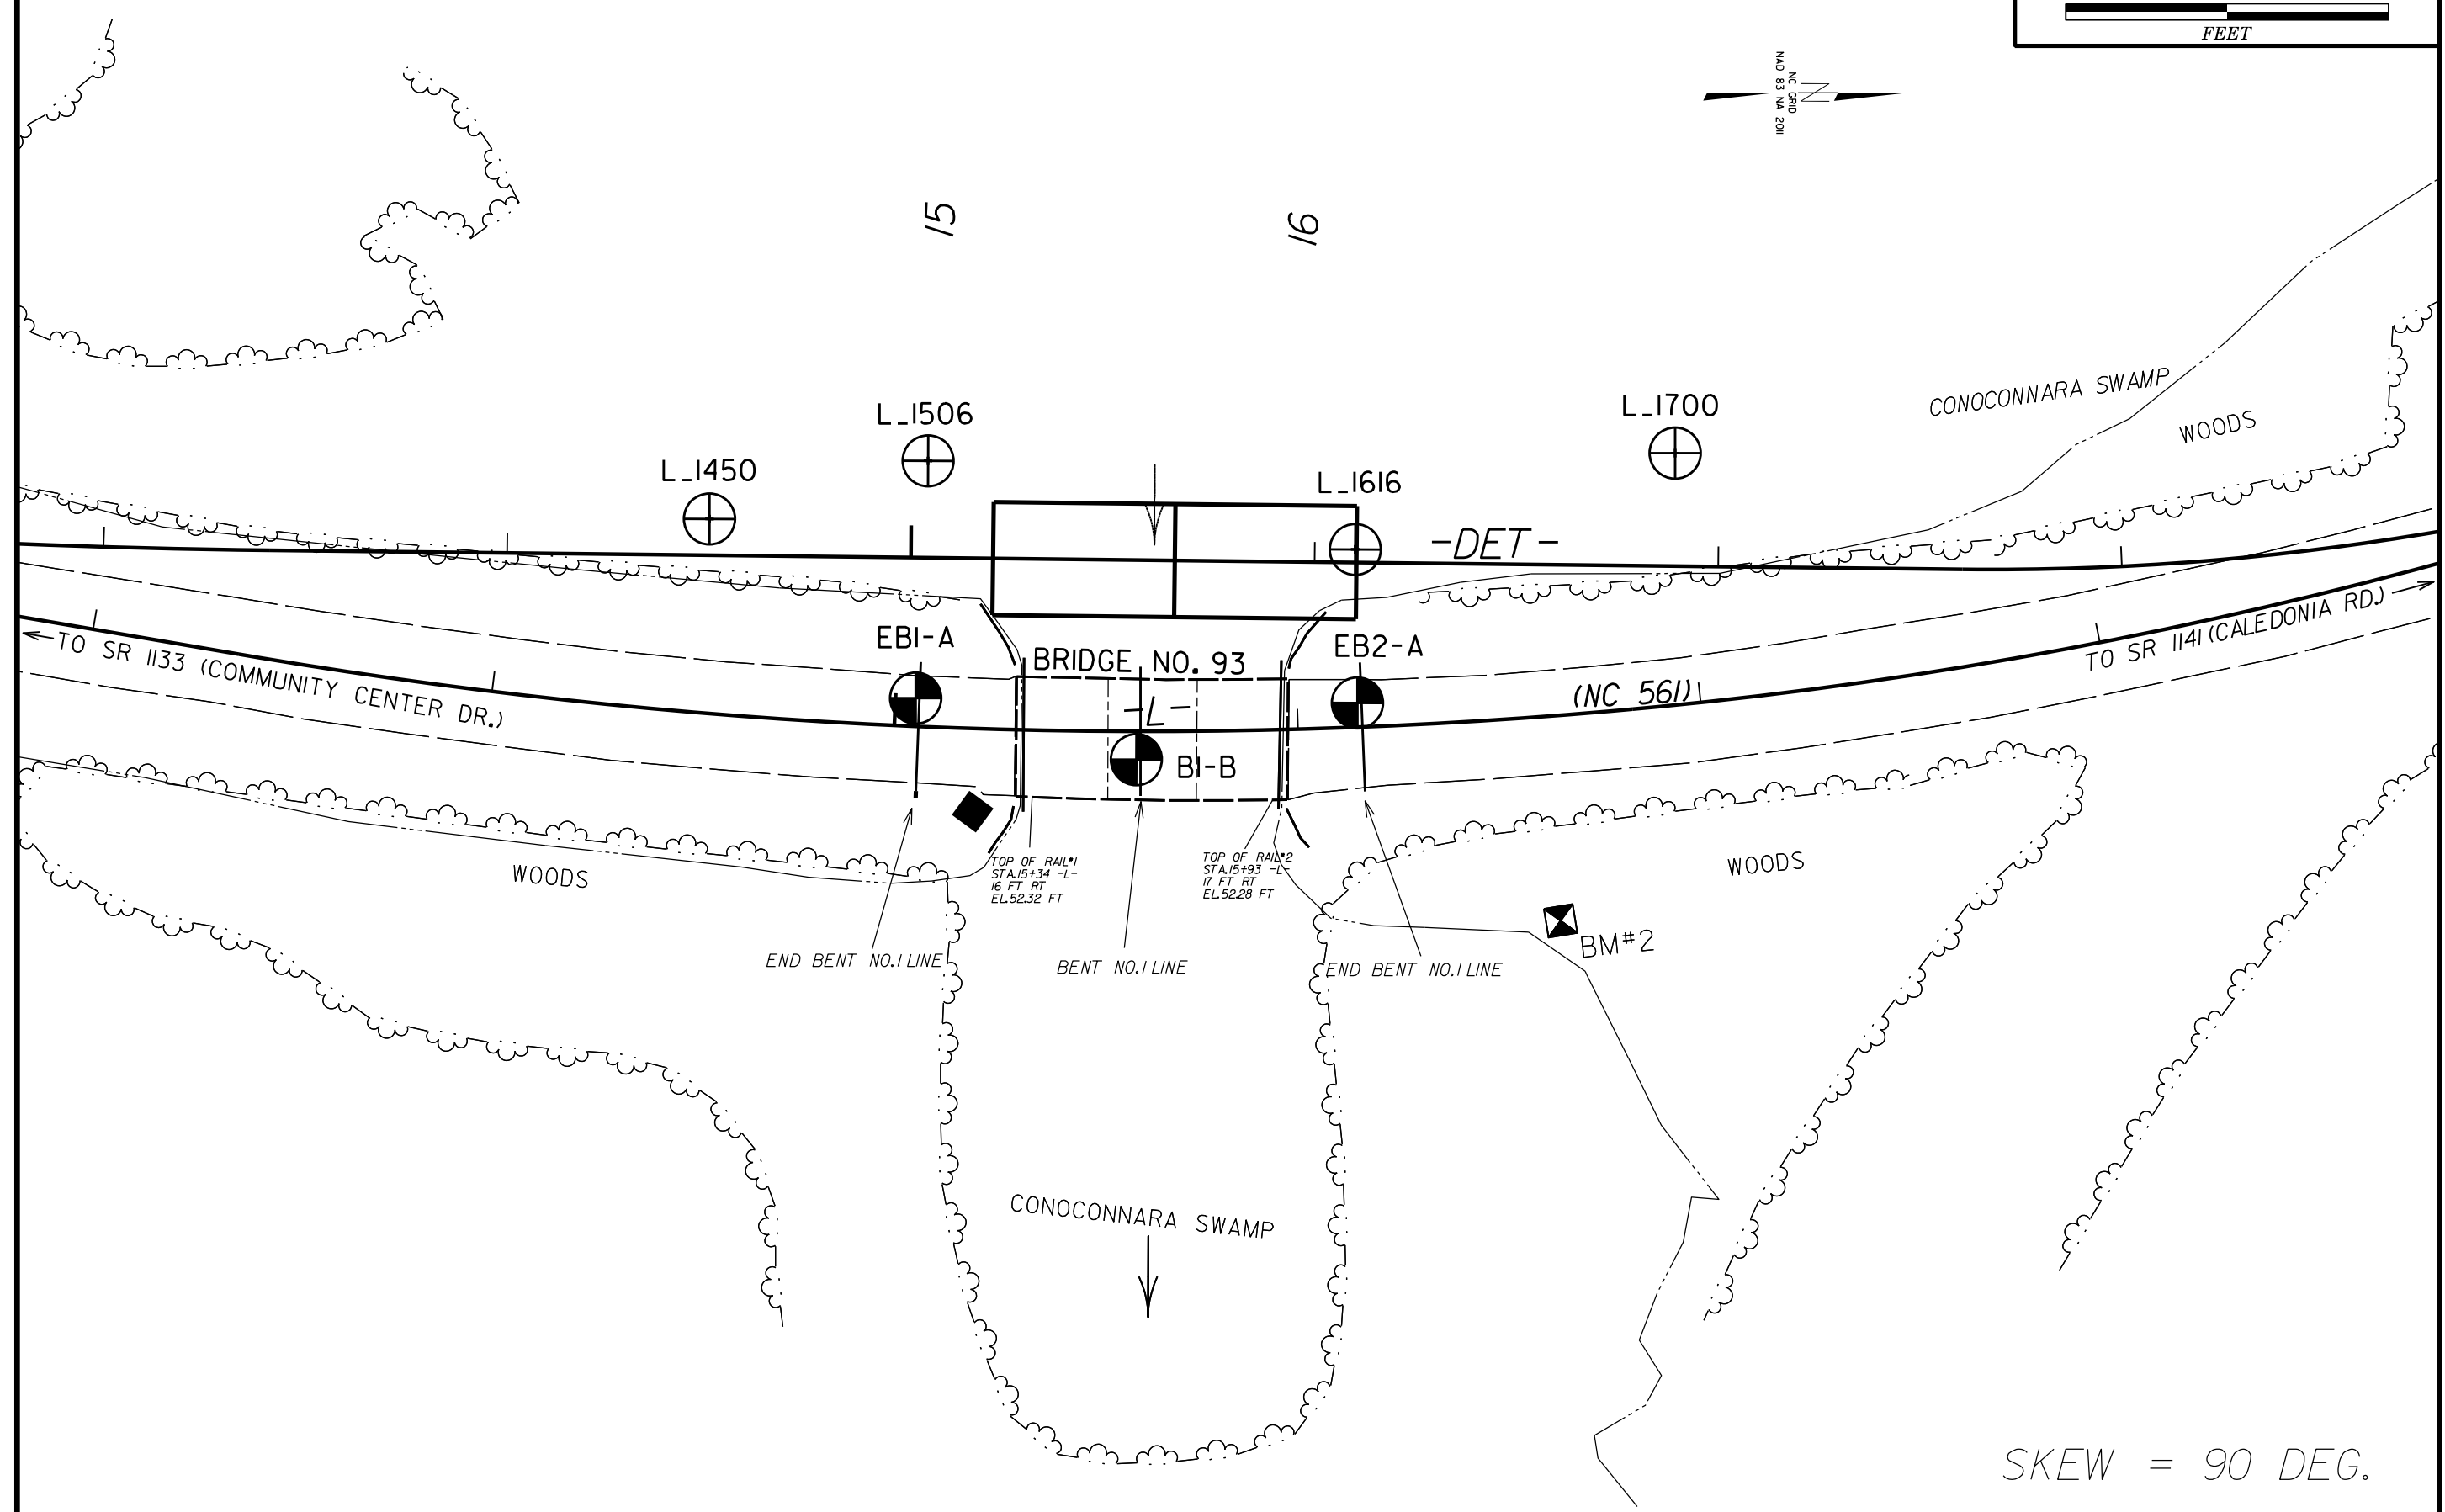 FEET
NC GRID
NAD 83 NA 2011
15
16
CONOCONNARA SWAMP
WOODS
L_1506
L_1700
L_1450
L_1616
-DET-
EB1-A
BRIDGE NO. 93
EB2-A
TO SR 1133 (COMMUNITY CENTER DR.)
-L-
(NC 561)
TO SR 1141 (CALEDONIA RD.)
B1-B
WOODS
TOP OF RAIL#1
STA.15+34 -L-
16 FT RT
EL.52.32 FT
TOP OF RAIL#2
STA.15+93 -L-
17 FT RT
EL.52.28 FT
WOODS
BM#2
END BENT NO.1 LINE
BENT NO.1 LINE
END BENT NO.1 LINE
CONOCONNARA SWAMP
SKEW = 90 DEG.